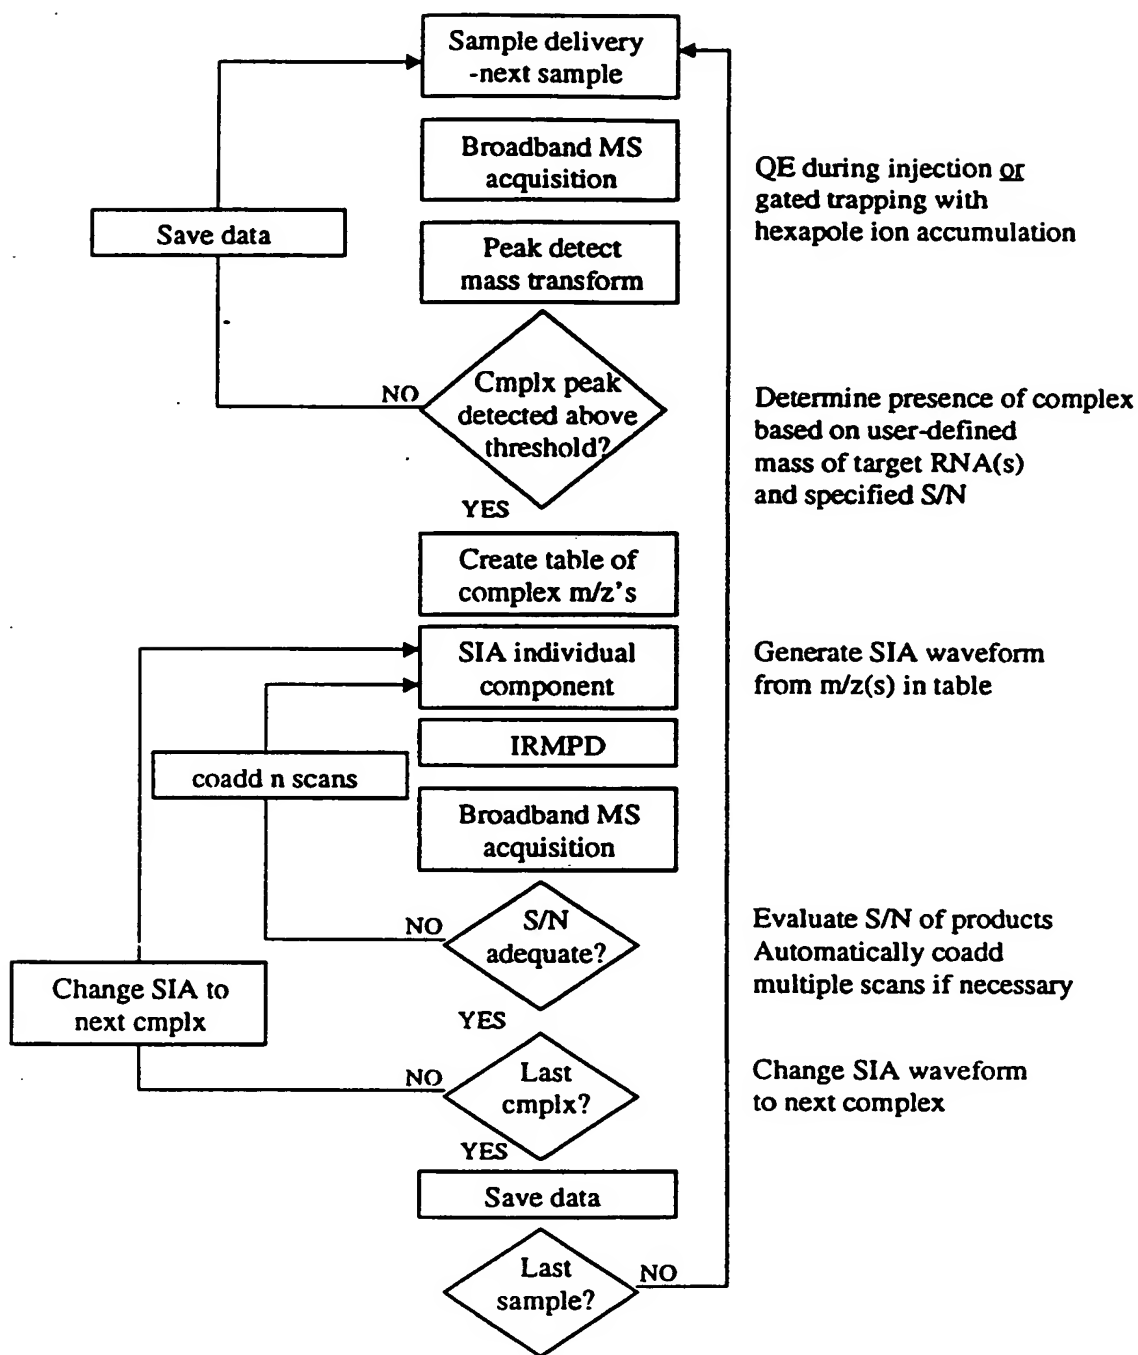 Sample delivery
-next sample
Broadband MS
acquisition
QE during injection or
gated trapping with
hexapole ion accumulation
Save data
Peak detect
mass transform
NO
Cmplx peak
detected above
threshold?
Determine presence of complex
based on user-defined
mass of target RNA(s)
and specified S/N
YES
Create table of
complex m/z's
SIA individual
component
Generate SIA waveform
from m/z(s) in table
IRMPD
coadd n scans
Broadband MS
acquisition
NO
S/N
adequate?
Evaluate S/N of products
Automatically coadd
multiple scans if necessary
Change SIA to
next cmplx
YES
NO
Last
cmplx?
Change SIA waveform
to next complex
YES
Save data
Last
sample?
NO